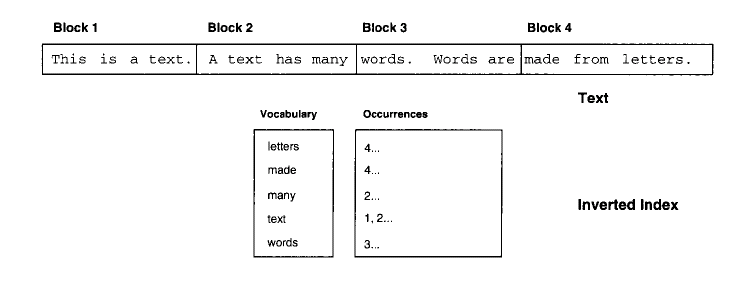 Block 1 Block 2 Block 3 Block 4
This is a text. A text has many words. Words are made from letters.
Text
Vocabulary Occurrences
letters 4...
made 4...
many 2...
text 1, 2...
words 3...
Inverted Index